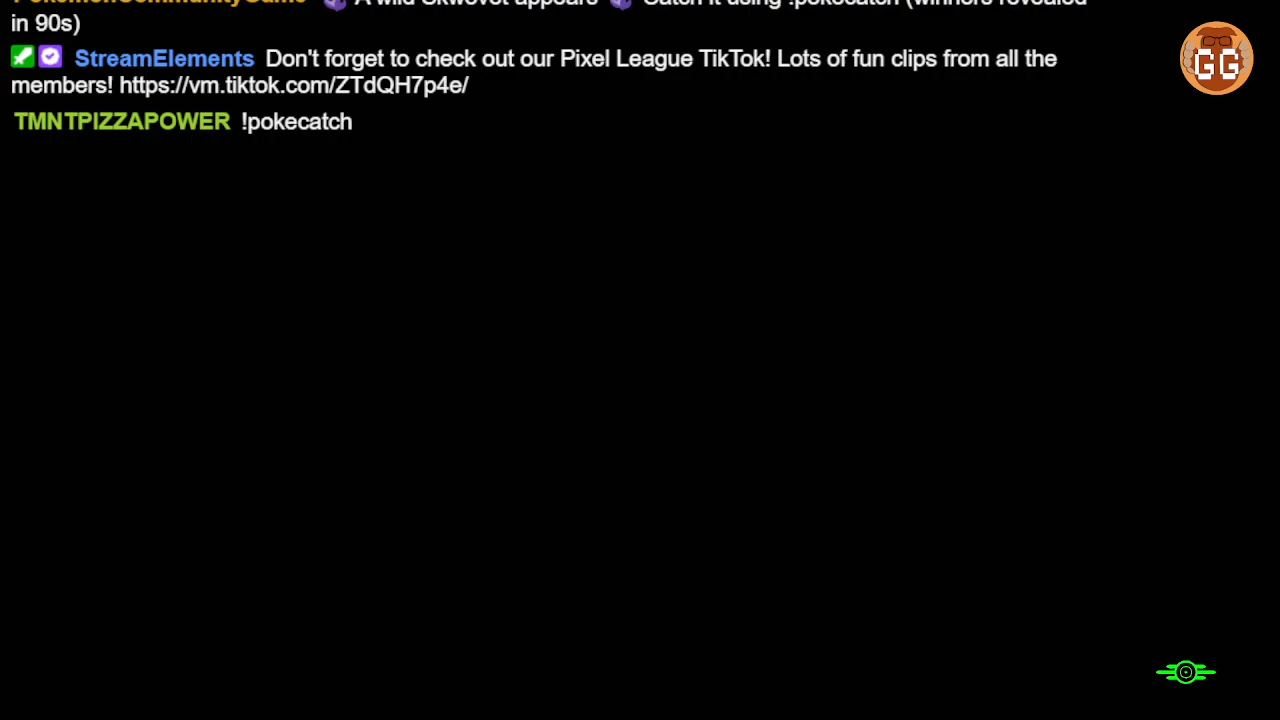 PokemonCommunityGame A wild Skwovet appears Catch it using !pokecatch (winners revealed
in 90s)
StreamElements Don't forget to check out our Pixel League TikTok! Lots of fun clips from all the
members! https://vm.tiktok.com/ZTdQH7p4e/
TMNTPIZZAPOWER !pokecatch
GG